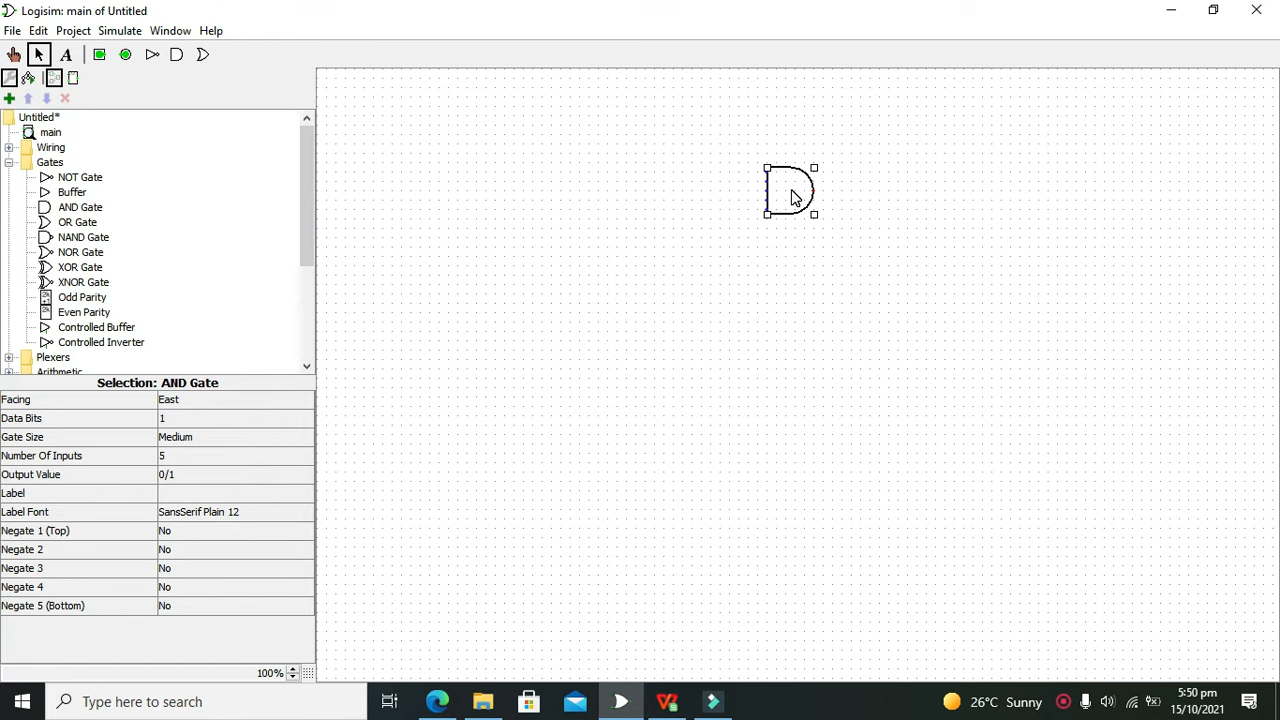 Logisim: main of Untitled
File Edit Project Simulate Window Help
A
Untitled*
main
Wiring
Gates
NOT Gate
Buffer
AND Gate
OR Gate
NAND Gate
NOR Gate
XOR Gate
XNOR Gate
Odd Parity
Even Parity
Controlled Buffer
Controlled Inverter
Plexers
Arithmetic
Selection: AND Gate
Facing East
Data Bits 1
Gate Size Medium
Number Of Inputs 5
Output Value 0/1
Label
Label Font SansSerif Plain 12
Negate 1 (Top) No
Negate 2 No
Negate 3 No
Negate 4 No
Negate 5 (Bottom) No
100%
Type here to search
26°C Sunny
5:50 pm
15/10/2021